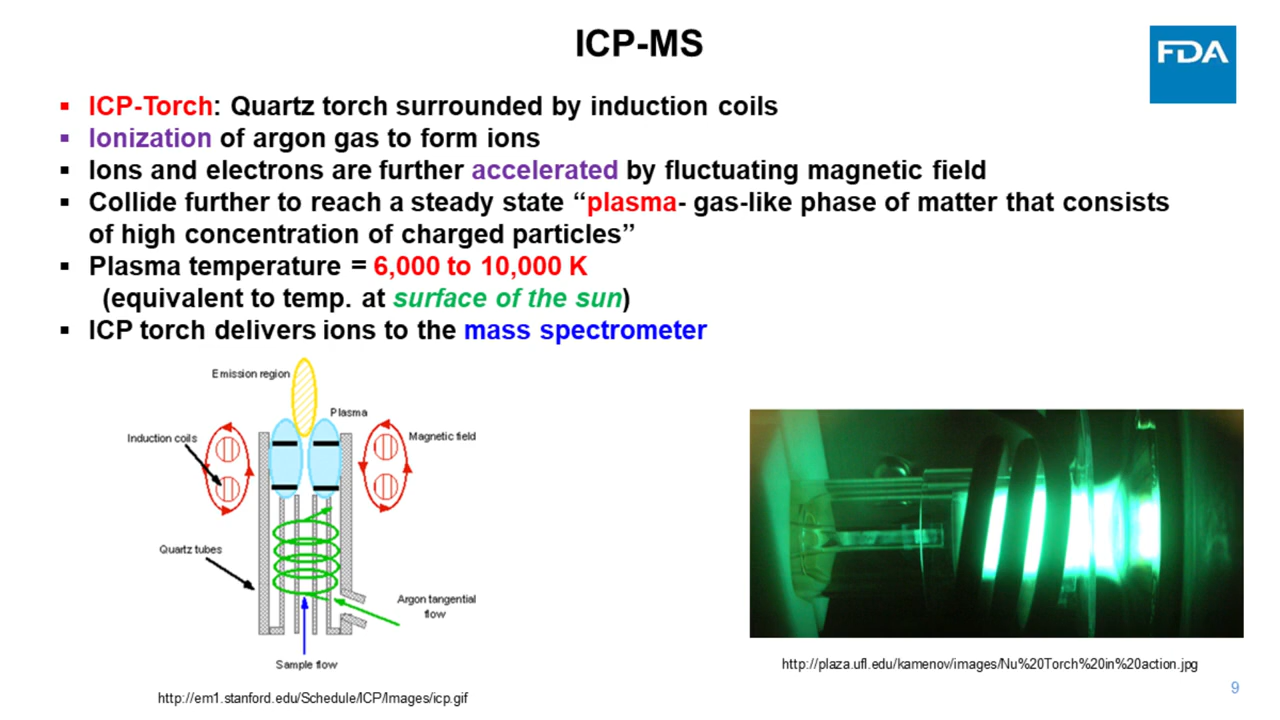 ICP-MS
FDA
▪ ICP-Torch: Quartz torch surrounded by induction coils
▪ Ionization of argon gas to form ions
▪ Ions and electrons are further accelerated by fluctuating magnetic field
▪ Collide further to reach a steady state “plasma- gas-like phase of matter that consists
of high concentration of charged particles”
▪ Plasma temperature = 6,000 to 10,000 K
(equivalent to temp. at surface of the sun)
▪ ICP torch delivers ions to the mass spectrometer
Emission region
Plasma
Induction coils
Magnetic field
Quartz tubes
Argon tangential
flow
Sample flow
http://em1.stanford.edu/Schedule/ICP/Images/icp.gif
http://plaza.ufl.edu/kamenov/images/Nu%20Torch%20in%20action.jpg
9